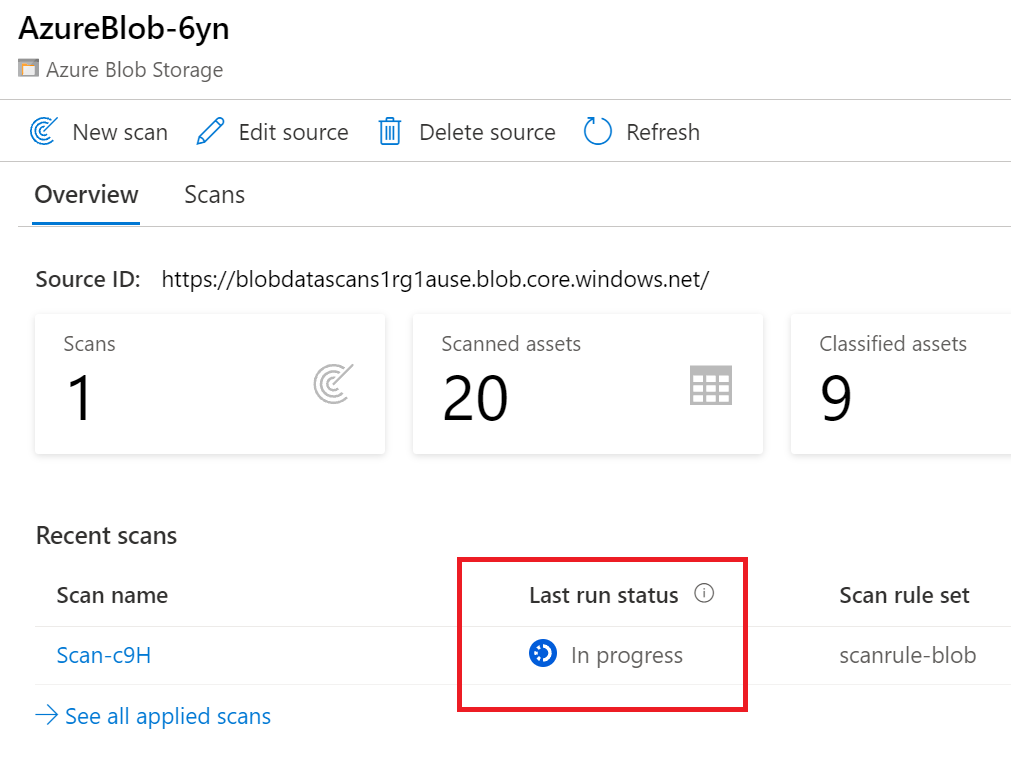 AzureBlob-6yn
Azure Blob Storage
New scan Edit source Delete source Refresh
Overview Scans
Source ID: https://blobdatascans1rg1ause.blob.core.windows.net/
Scans Scanned assets Classified assets
1 20 9
Recent scans
Scan name Last run status Scan rule set
Scan-c9H In progress scanrule-blob
See all applied scans